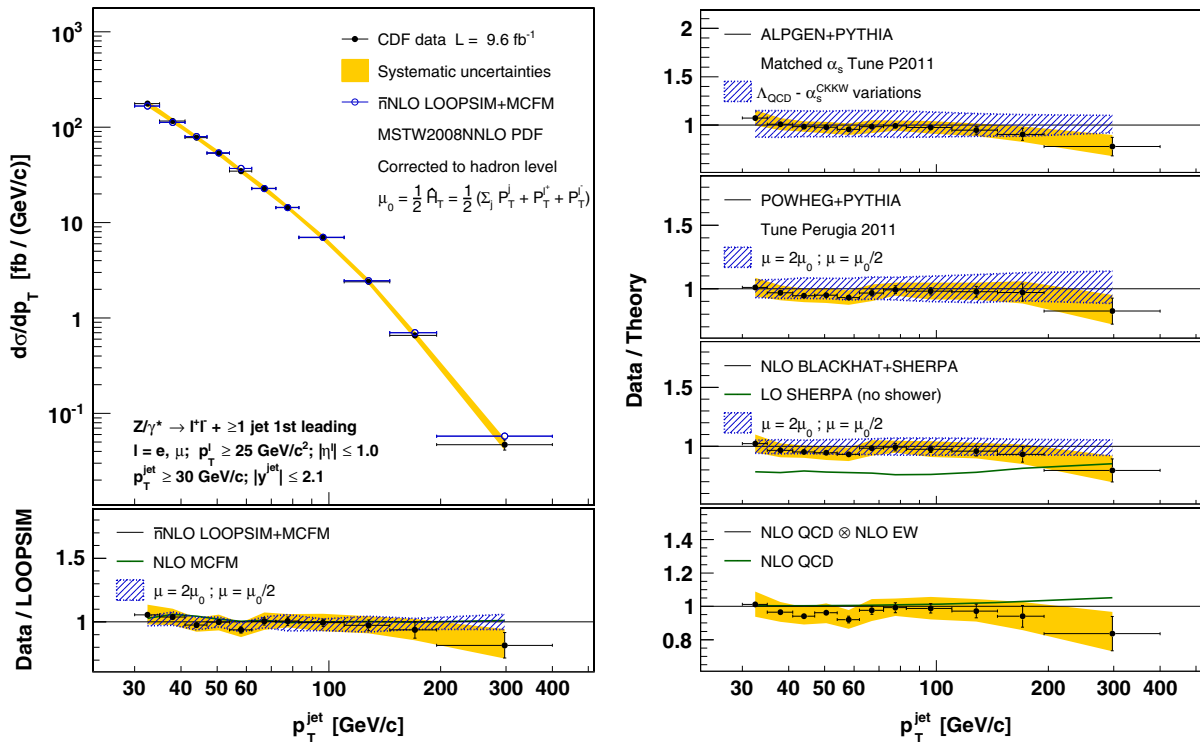 10³
10²
10
1
10⁻¹
dσ/dp_T [fb / (GeV/c)]
CDF data L = 9.6 fb⁻¹
Systematic uncertainties
n̅NLO LOOPSIM+MCFM
MSTW2008NNLO PDF
Corrected to hadron level
μ₀ = 1/2 Ĥ_T = 1/2 (Σ_j P_T^j + P_T^l⁺ + P_T^l⁻)
Z/γ* → l⁺l⁻ + ≥1 jet 1st leading
l = e, μ; p_T^l ≥ 25 GeV/c²; |η^l| ≤ 1.0
p_T^jet ≥ 30 GeV/c; |y^jet| ≤ 2.1
Data / LOOPSIM
1.5
1
n̅NLO LOOPSIM+MCFM
NLO MCFM
μ = 2μ₀ ; μ = μ₀/2
30 40 50 60 100 200 300 400
p_T^jet [GeV/c]
Data / Theory
2
1.5
1
ALPGEN+PYTHIA
Matched α_s Tune P2011
Λ_QCD - α_s^CKKW variations
1.5
1
POWHEG+PYTHIA
Tune Perugia 2011
μ = 2μ₀ ; μ = μ₀/2
1.5
1
NLO BLACKHAT+SHERPA
LO SHERPA (no shower)
μ = 2μ₀ ; μ = μ₀/2
1.4
1.2
1
0.8
NLO QCD ⊗ NLO EW
NLO QCD
30 40 50 60 100 200 300 400
p_T^jet [GeV/c]